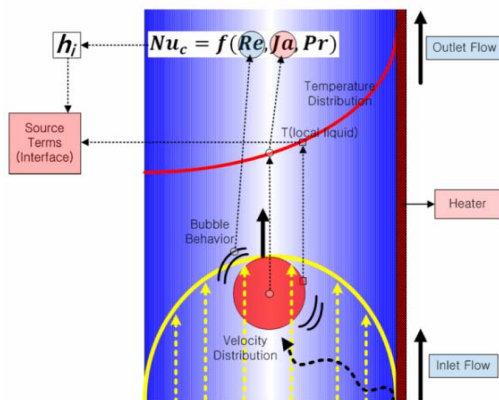 h_i
Nu_c = f(Re, Ja, Pr)
Outlet Flow
Temperature
Distribution
T(local liquid)
Source
Terms
(Interface)
Heater
Bubble
Behavior
Velocity
Distribution
Inlet Flow